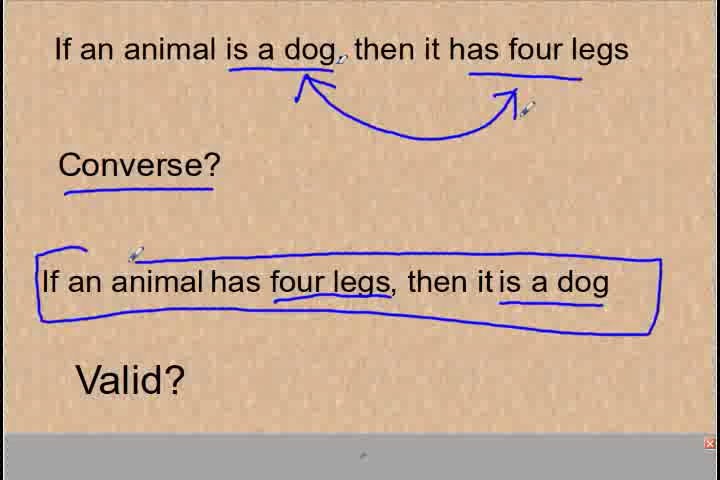 If an animal is a dog, then it has four legs
Converse?
If an animal has four legs, then it is a dog
Valid?